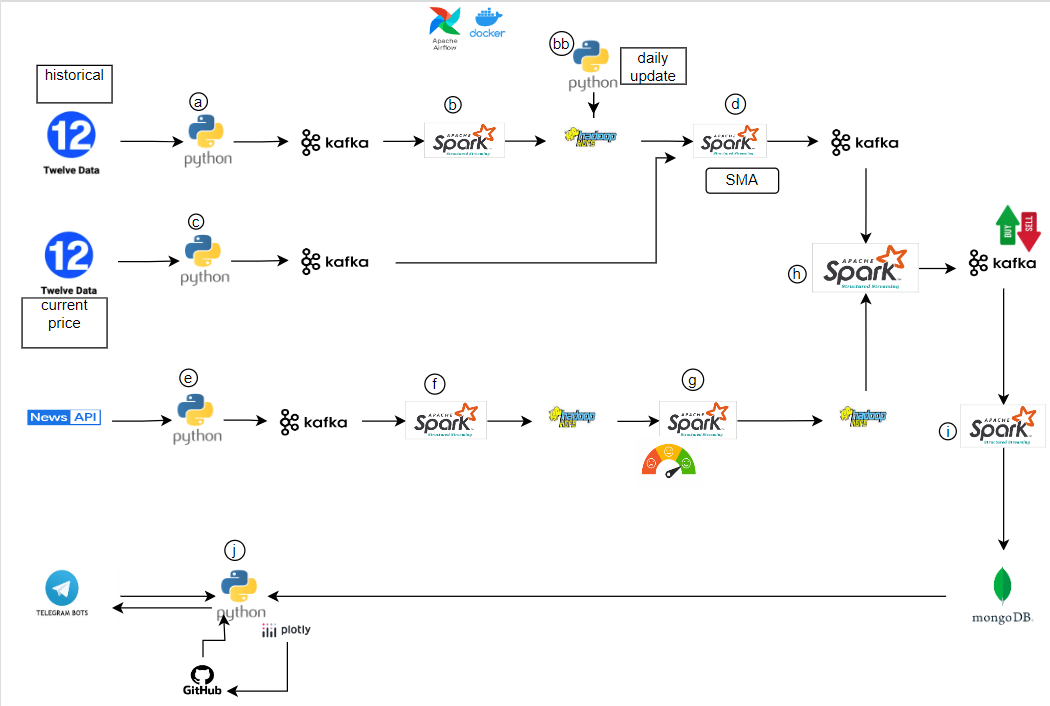 Apache
Airflow
docker
bb
python
daily
update
historical
12
Twelve Data
a
python
kafka
b
APACHE
Spark
Structured Streaming
hadoop
HDFS
d
APACHE
Spark
Structured Streaming
SMA
kafka
12
Twelve Data
current
price
c
python
kafka
h
APACHE
Spark
Structured Streaming
BUY
SELL
kafka
News API
e
python
kafka
f
APACHE
Spark
Structured Streaming
hadoop
HDFS
g
APACHE
Spark
Structured Streaming
hadoop
HDFS
i
APACHE
Spark
Structured Streaming
TELEGRAM BOTS
j
python
plotly
GitHub
mongoDB